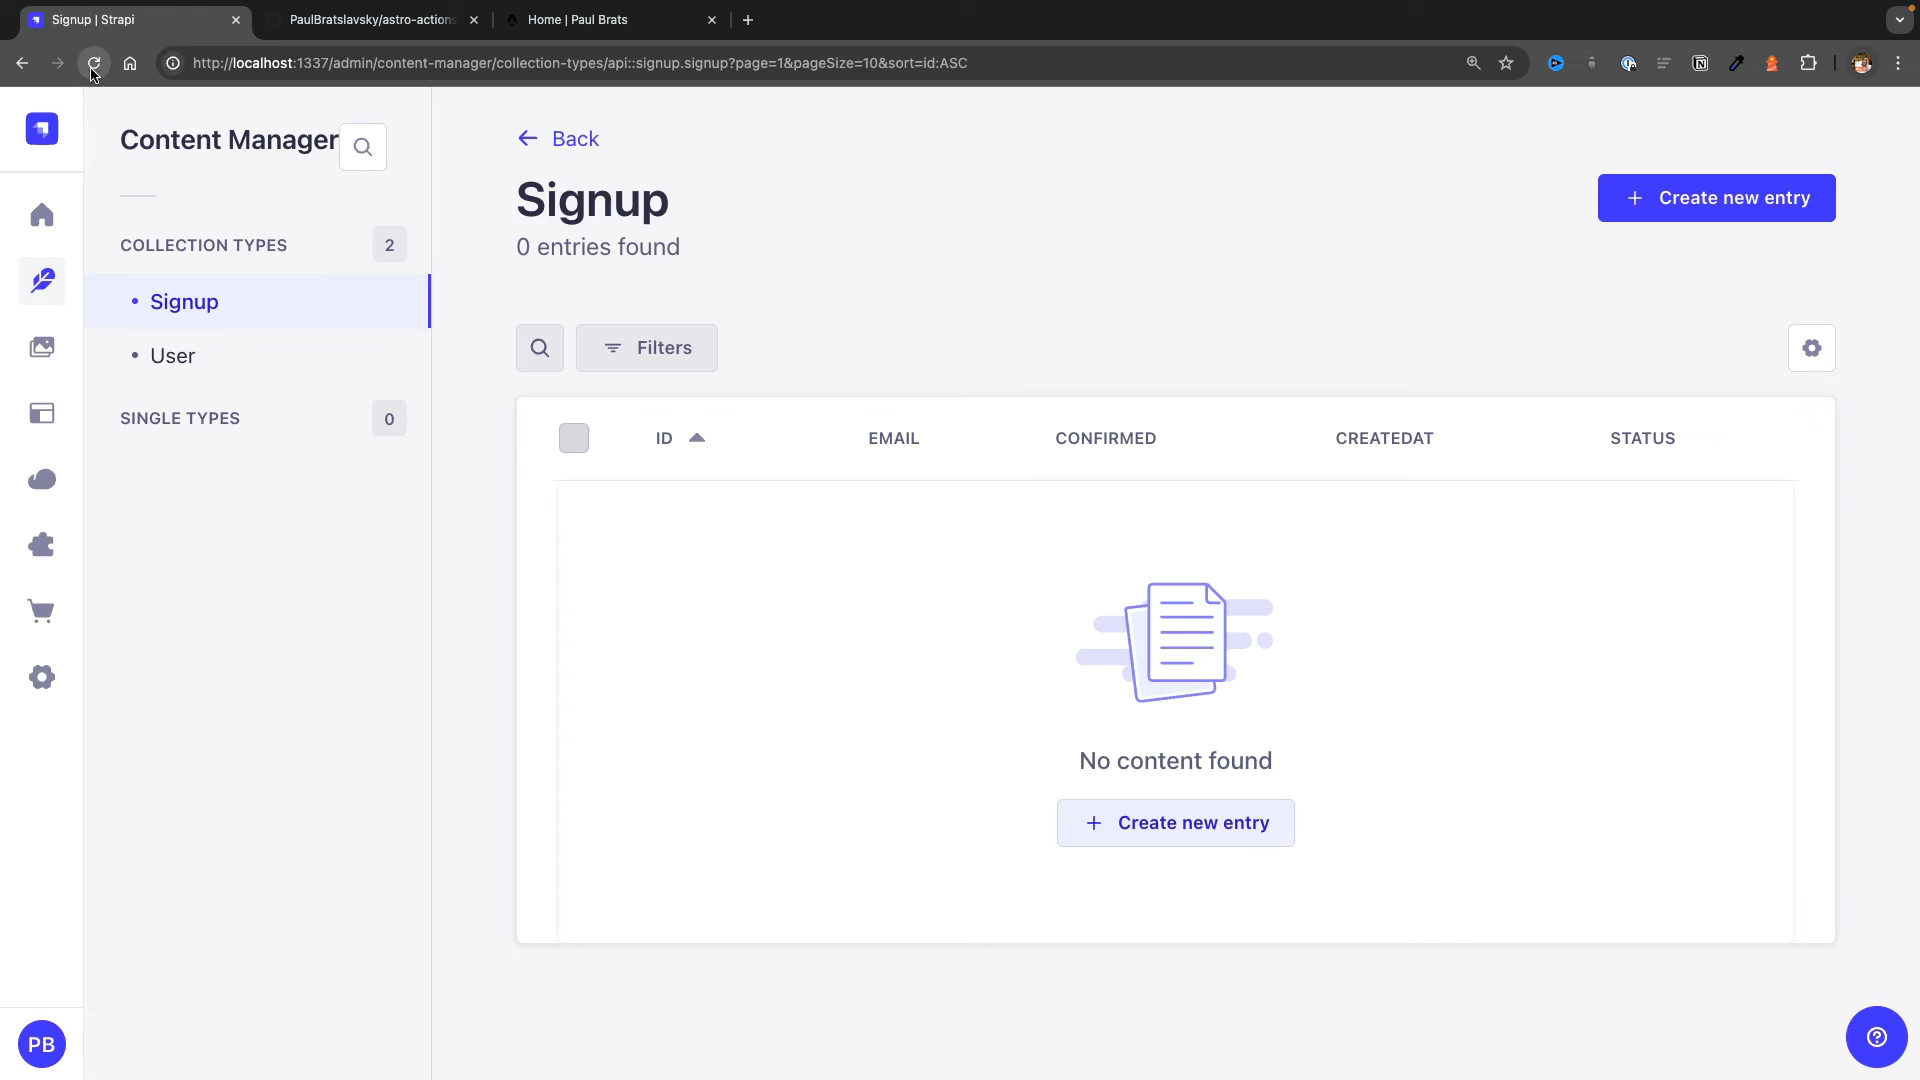 Signup | Strapi
PaulBratslavsky/astro-actions
Home | Paul Brats
http://localhost:1337/admin/content-manager/collection-types/api::signup.signup?page=1&pageSize=10&sort=id:ASC
Content Manager
COLLECTION TYPES 2
Signup
User
SINGLE TYPES 0
PB
Back
Signup
0 entries found
Create new entry
Filters
ID EMAIL CONFIRMED CREATEDAT STATUS
No content found
Create new entry